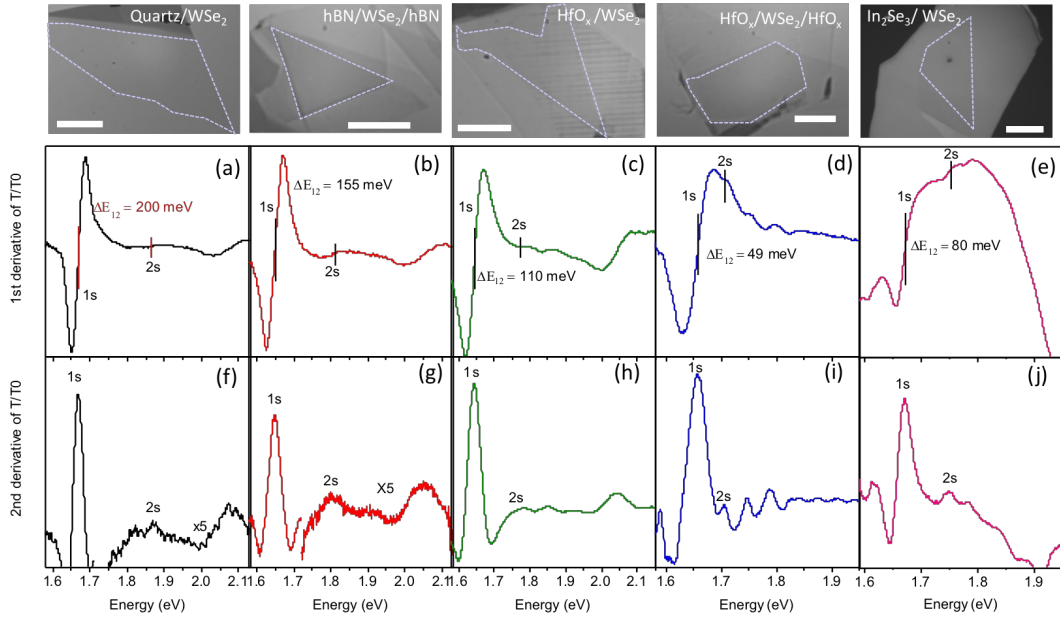 Quartz/WSe₂ hBN/WSe₂/hBN HfOₓ/WSe₂ HfOₓ/WSe₂/HfOₓ In₂Se₃/ WSe₂
1st derivative of T/T0
(a)
ΔE₁₂ = 200 meV
2s
1s
(b)
ΔE₁₂ = 155 meV
1s
2s
(c)
2s
1s
ΔE₁₂ = 110 meV
(d)
2s
1s
ΔE₁₂ = 49 meV
(e)
2s
1s
ΔE₁₂ = 80 meV
2nd derivative of T/T0
(f)
1s
2s
x5
(g)
1s
2s
X5
(h)
1s
2s
(i)
1s
2s
(j)
1s
2s
1.6 1.7 1.8 1.9 2.0 2.1 1.6 1.7 1.8 1.9 2.0 2.1 1.6 1.7 1.8 1.9 2.0 2.1 1.6 1.7 1.8 1.9 1.6 1.7 1.8 1.9
Energy (eV) Energy (eV) Energy (eV) Energy (eV) Energy (eV)